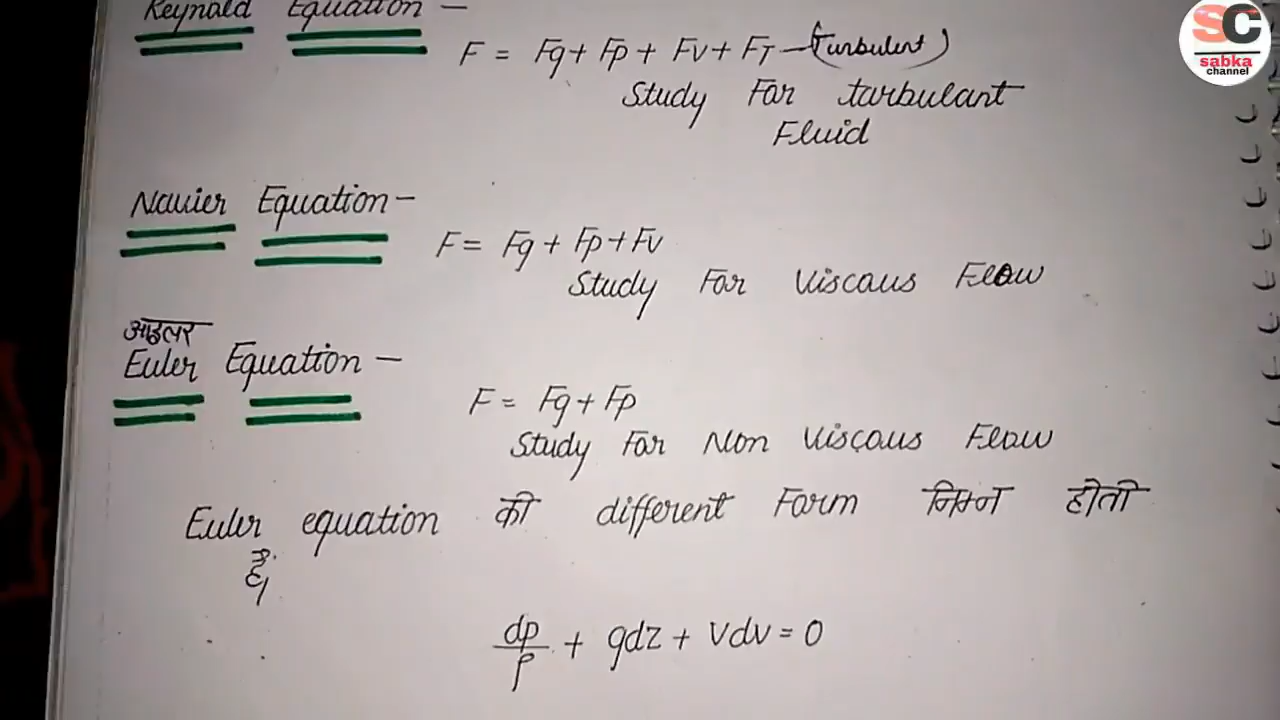 Reynald Equation –
F = Fg + Fp + Fv + FT – (Turbulent)
Study For turbulant
Fluid
Navier Equation –
F = Fg + Fp + Fv
Study For Viscous Flow
आइलर
Euler Equation –
F = Fg + Fp
Study For Non Viscous Flow
Euler equation की different Form निम्न होती
हैं।
dp/ρ + gdz + vdv = 0
SC
sabka
channel